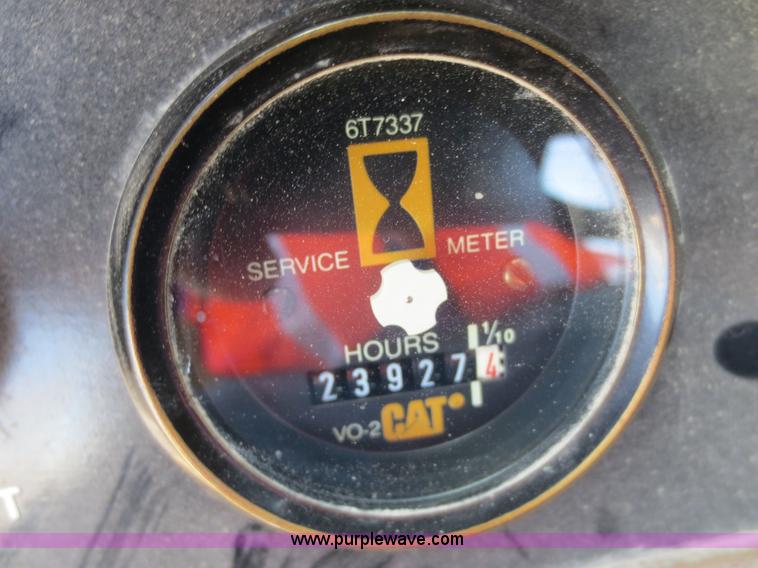 6T7337
SERVICE METER
HOURS 1/10
239274
VO-2 CAT
T
www.purplewave.com